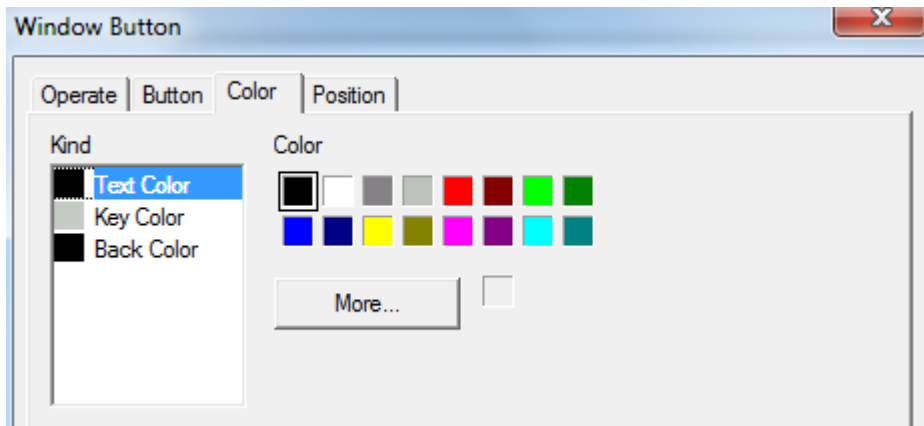 Window Button
Operate Button Color Position
Kind Color
Text Color
Key Color
Back Color
More...